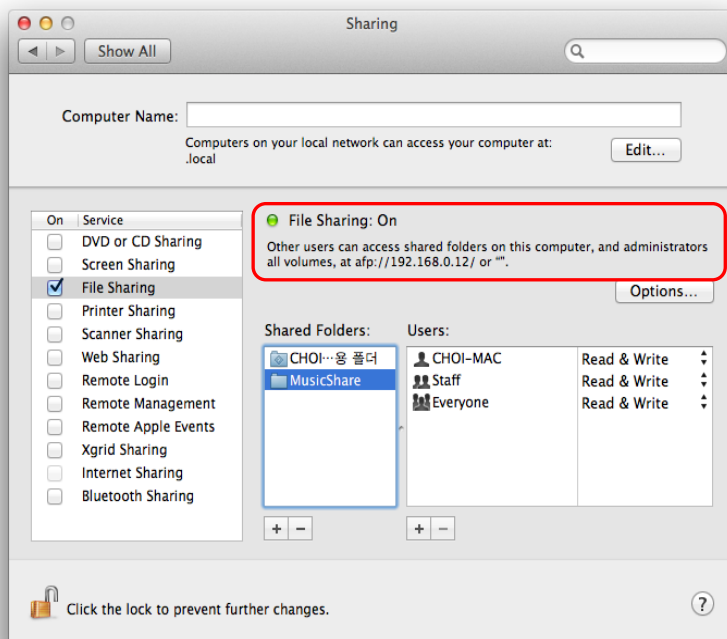 Sharing
Show All
Computer Name:
Computers on your local network can access your computer at:
.local
Edit...
On Service
DVD or CD Sharing
Screen Sharing
File Sharing
Printer Sharing
Scanner Sharing
Web Sharing
Remote Login
Remote Management
Remote Apple Events
Xgrid Sharing
Internet Sharing
Bluetooth Sharing
File Sharing: On
Other users can access shared folders on this computer, and administrators
all volumes, at afp://192.168.0.12/ or “”.
Options...
Shared Folders:
CHOI⋯용 폴더
MusicShare
+ −
Users:
CHOI-MAC Read & Write
Staff Read & Write
Everyone Read & Write
+ −
Click the lock to prevent further changes.
?